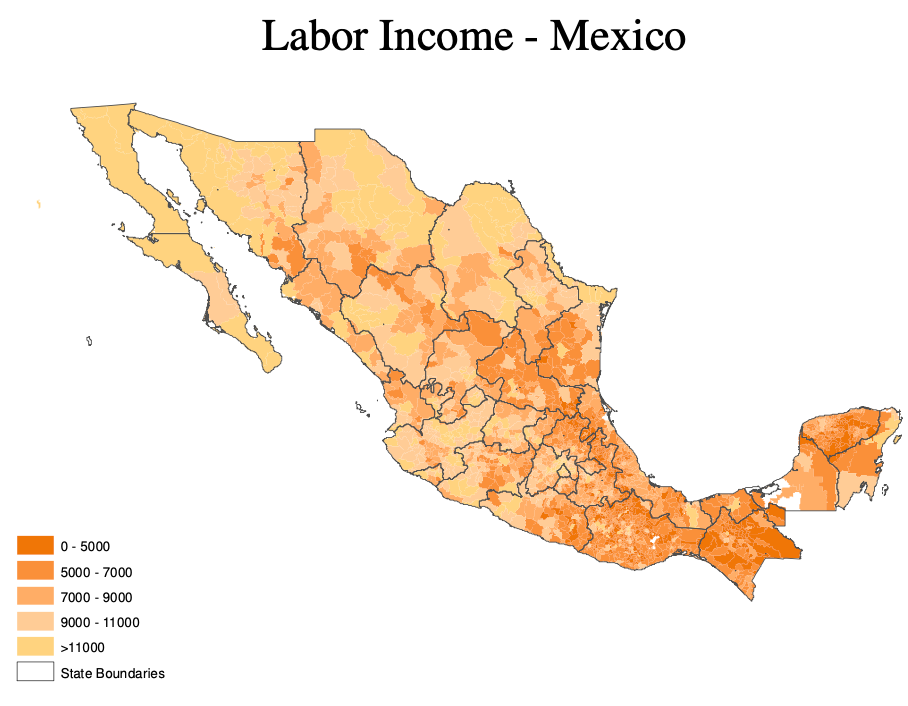 Labor Income - Mexico
0 - 5000
5000 - 7000
7000 - 9000
9000 - 11000
>11000
State Boundaries